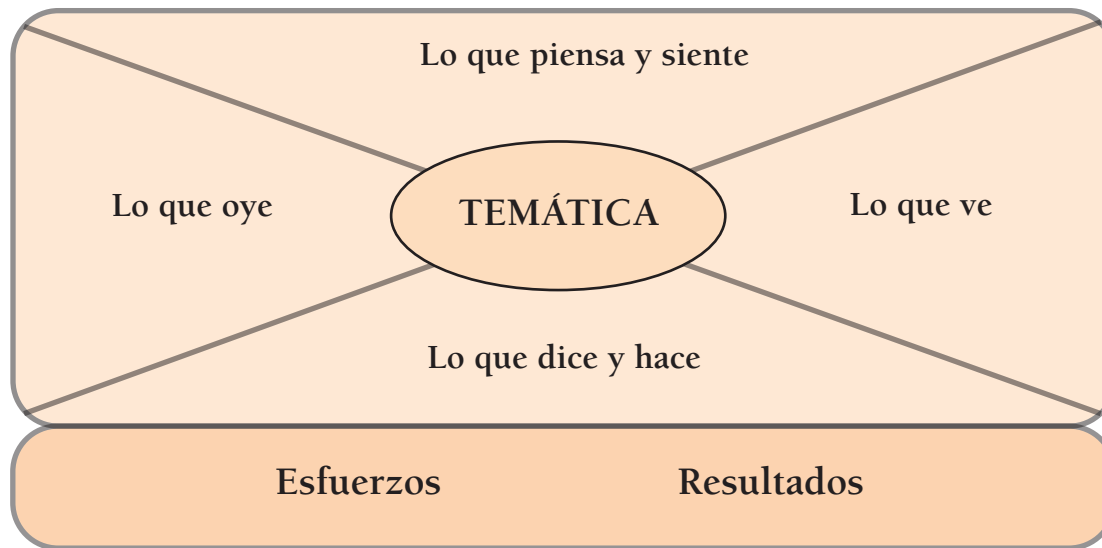 Lo que piensa y siente
Lo que oye
TEMÁTICA
Lo que ve
Lo que dice y hace
Esfuerzos
Resultados